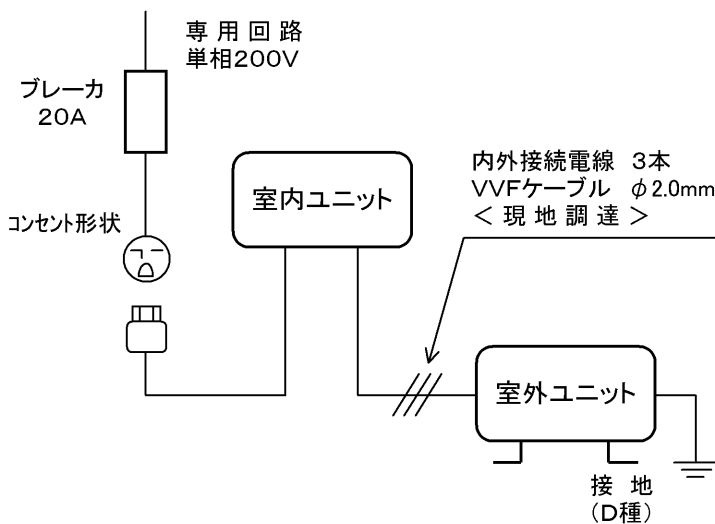 専用回路
単相200V
ブレーカ
20A
コンセント形状
室内ユニット
内外接続電線 3本
VVFケーブル φ2.0mm
＜現地調達＞
室外ユニット
接地
（D種）